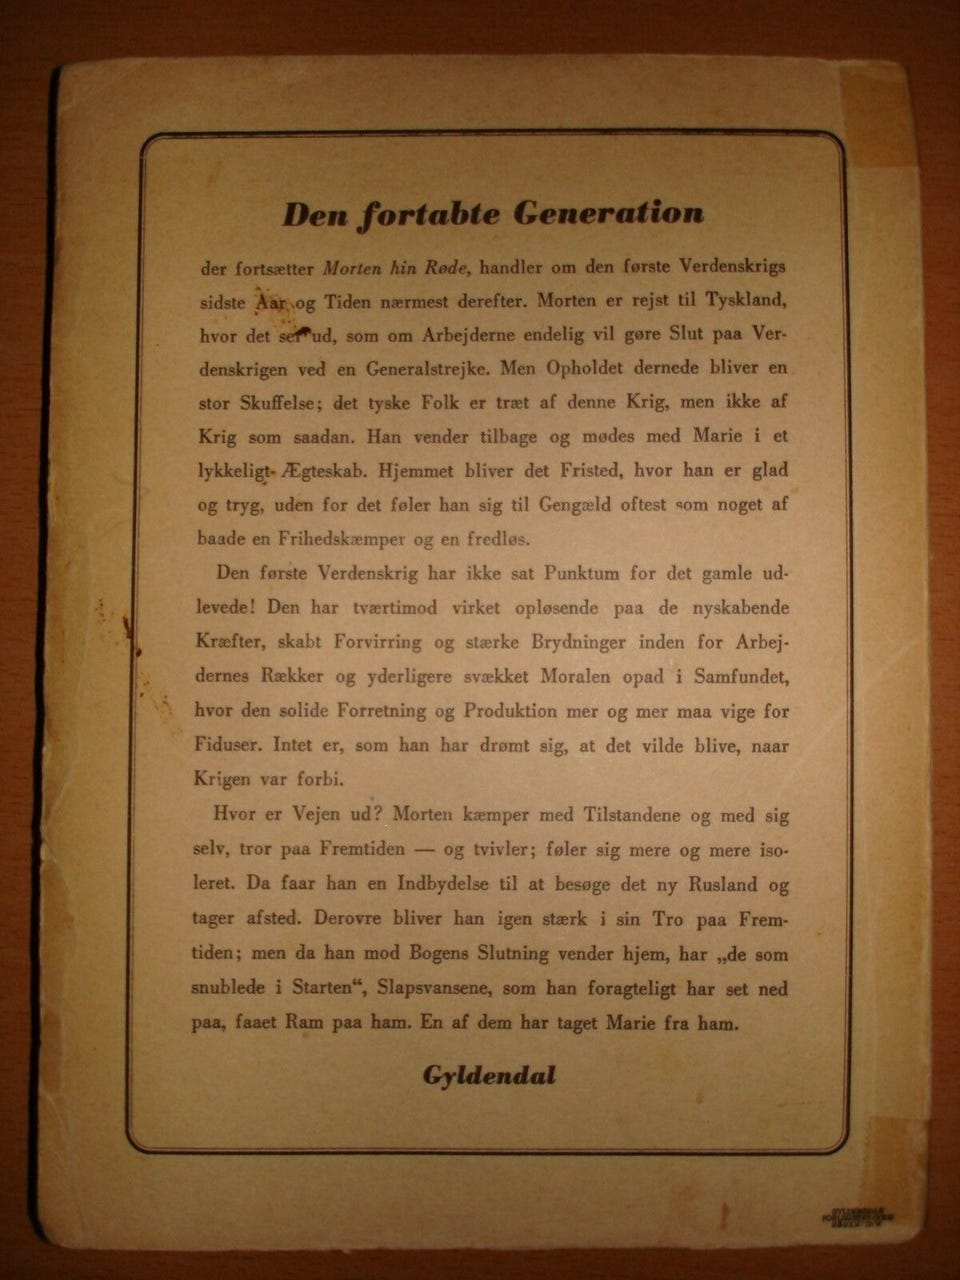 Den fortabte Generation
der fortsætter Morten hin Røde, handler om den første Verdenskrigs
sidste Aar og Tiden nærmest derefter. Morten er rejst til Tyskland,
hvor det ser ud, som om Arbejderne endelig vil gøre Slut paa Ver-
denskrigen ved en Generalstrejke. Men Opholdet dernede bliver en
stor Skuffelse; det tyske Folk er træt af denne Krig, men ikke af
Krig som saadan. Han vender tilbage og mødes med Marie i et
lykkeligt Ægteskab. Hjemmet bliver det Fristed, hvor han er glad
og tryg, uden for det føler han sig til Gengæld oftest som noget af
baade en Frihedskæmper og en fredløs.
Den første Verdenskrig har ikke sat Punktum for det gamle ud-
levede! Den har tværtimod virket opløsende paa de nyskabende
Kræfter, skabt Forvirring og stærke Brydninger inden for Arbej-
dernes Rækker og yderligere svækket Moralen opad i Samfundet,
hvor den solide Forretning og Produktion mer og mer maa vige for
Fiduser. Intet er, som han har drømt sig, at det vilde blive, naar
Krigen var forbi.
Hvor er Vejen ud? Morten kæmper med Tilstandene og med sig
selv, tror paa Fremtiden — og tvivler; føler sig mere og mere iso-
leret. Da faar han en Indbydelse til at besøge det ny Rusland og
tager afsted. Derovre bliver han igen stærk i sin Tro paa Frem-
tiden; men da han mod Bogens Slutning vender hjem, har „de som
snublede i Starten“, Slapsvansene, som han foragteligt har set ned
paa, faaet Ram paa ham. En af dem har taget Marie fra ham.
Gyldendal